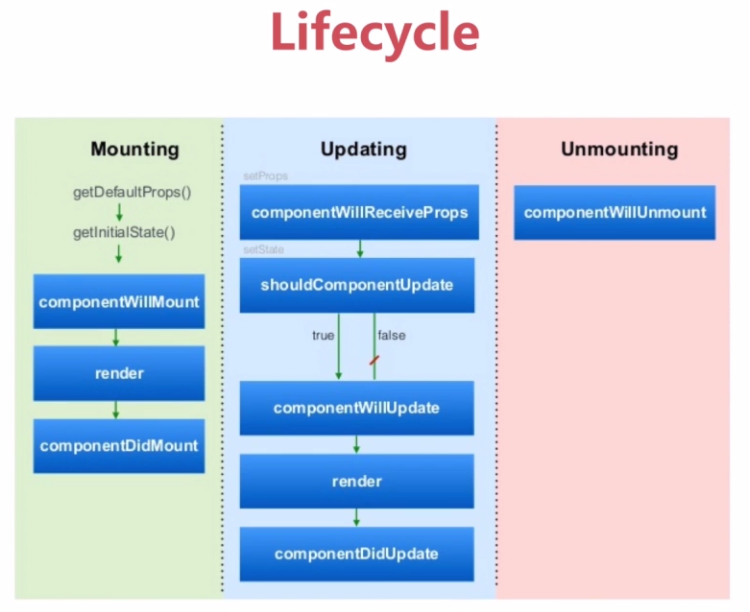 Lifecycle
Mounting
getDefaultProps()
getInitialState()
componentWillMount
render
componentDidMount
Updating
setProps
componentWillReceiveProps
setState
shouldComponentUpdate
true
false
componentWillUpdate
render
componentDidUpdate
Unmounting
componentWillUnmount